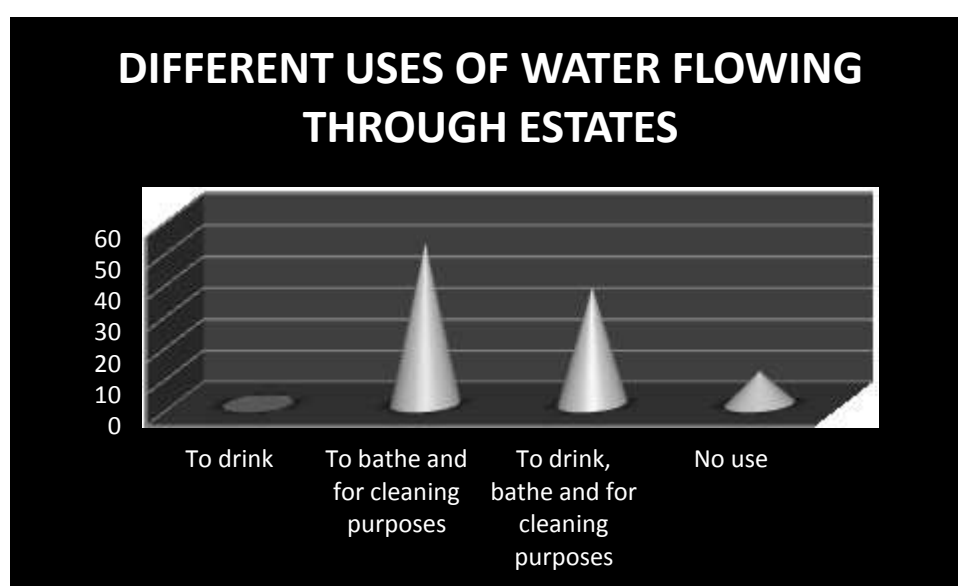 DIFFERENT USES OF WATER FLOWING
THROUGH ESTATES
60
50
40
30
20
10
0
To drink
To bathe and
for cleaning
purposes
To drink,
bathe and for
cleaning
purposes
No use